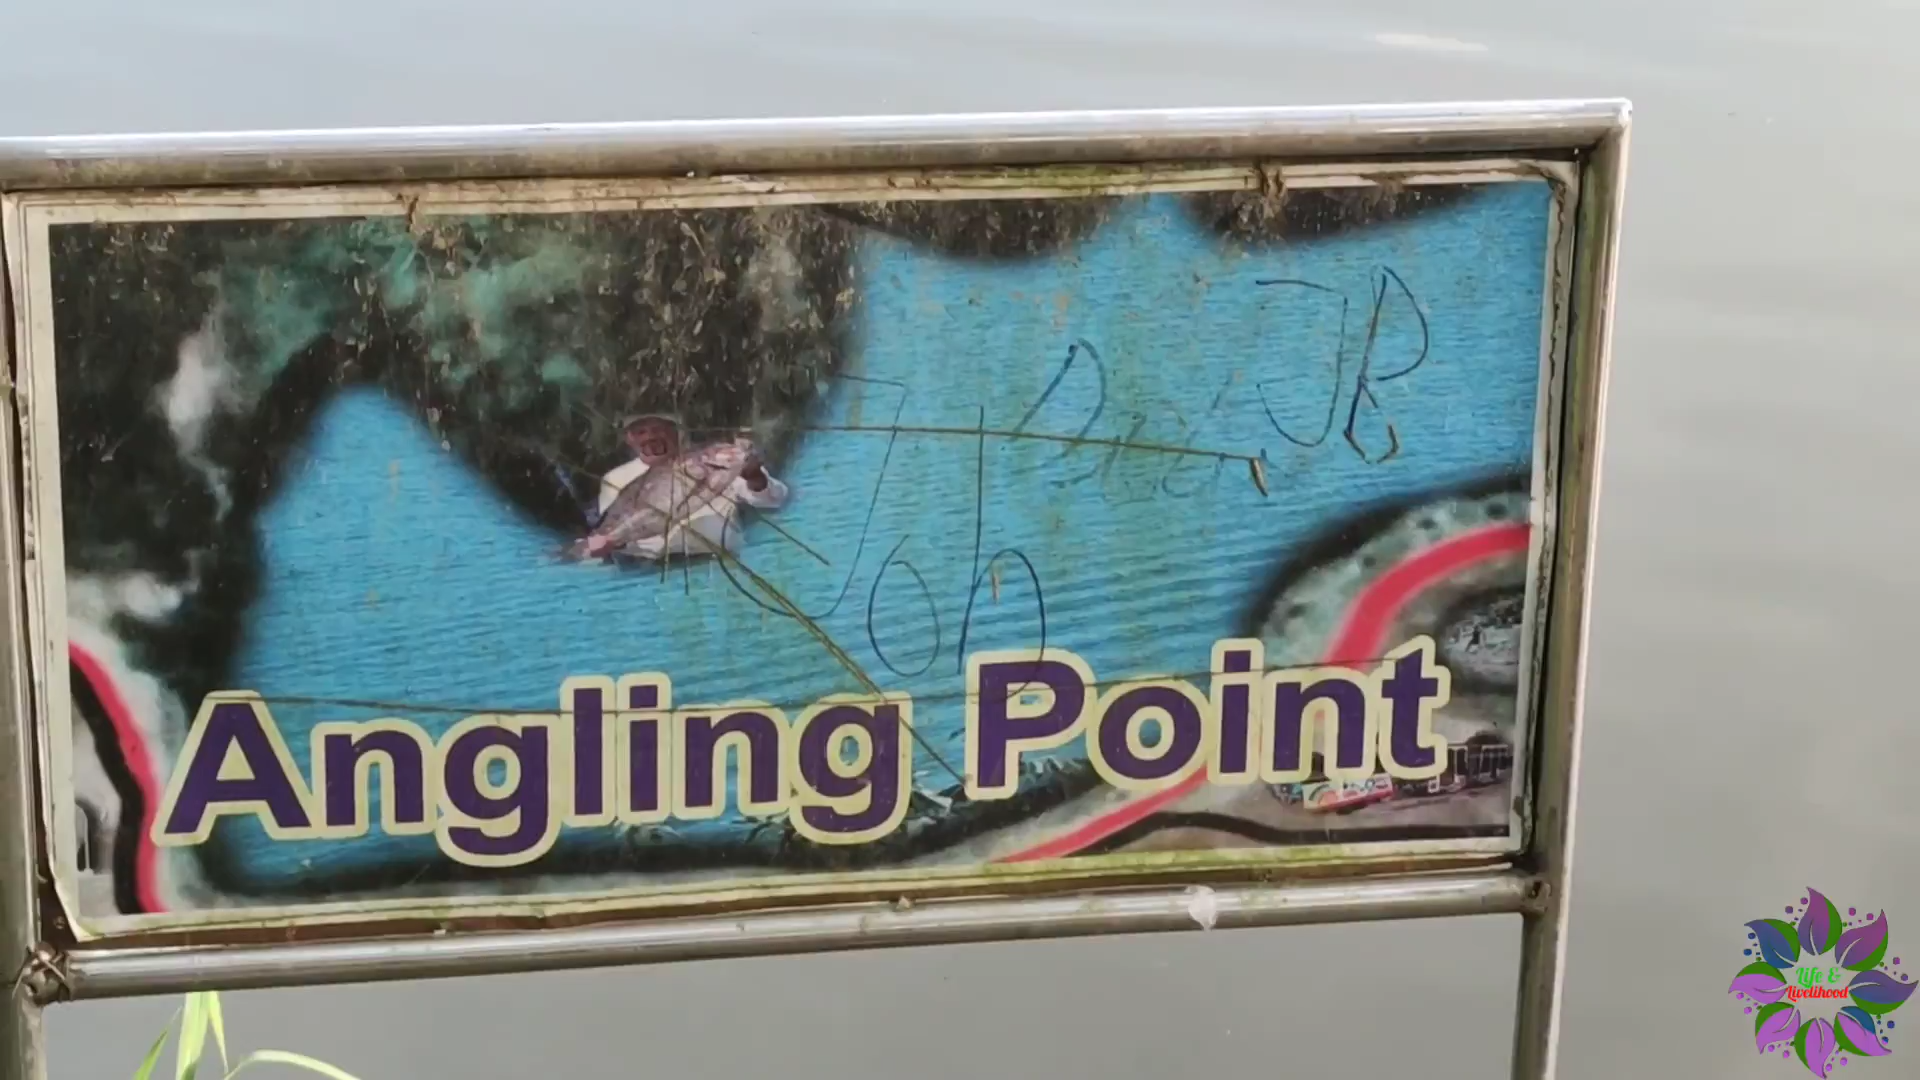 JB
Joh
Angling Point
Life &
Livelihood